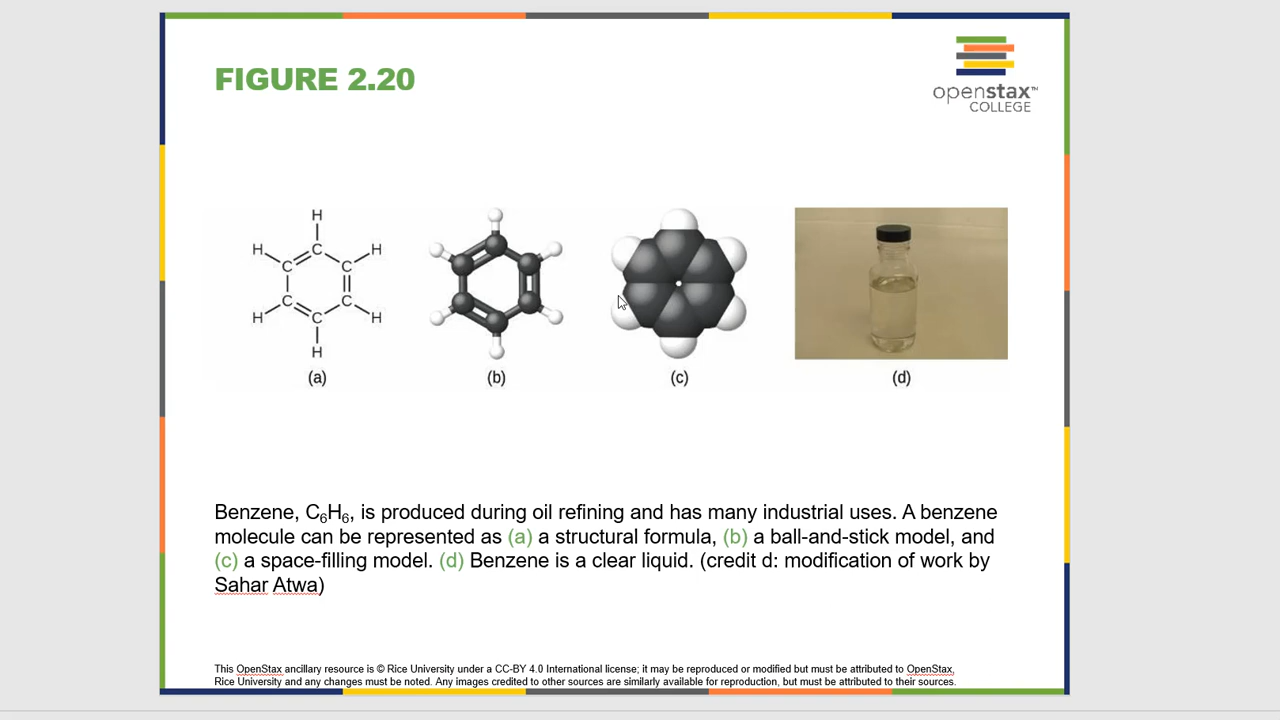 FIGURE 2.20
openstax™
COLLEGE
H
H H
C
C C
C C
H C H
H
(a) (b) (c) (d)
Benzene, C₆H₆, is produced during oil refining and has many industrial uses. A benzene
molecule can be represented as (a) a structural formula, (b) a ball-and-stick model, and
(c) a space-filling model. (d) Benzene is a clear liquid. (credit d: modification of work by
Sahar Atwa)
This OpenStax ancillary resource is © Rice University under a CC-BY 4.0 International license; it may be reproduced or modified but must be attributed to OpenStax,
Rice University and any changes must be noted. Any images credited to other sources are similarly available for reproduction, but must be attributed to their sources.